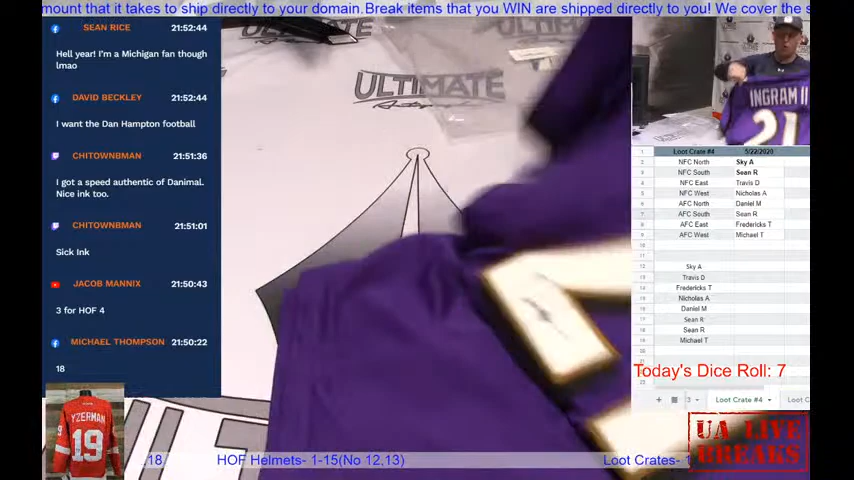 mount that it takes to ship directly to your domain.Break items that you WIN are shipped directly to you! We cover the s
SEAN RICE 21:52:44
Hell year! I'm a Michigan fan though
lmao
DAVID BECKLEY 21:52:44
I want the Dan Hampton football
CHITOWNBMAN 21:51:36
I got a speed authentic of Danimal.
Nice ink too.
CHITOWNBMAN 21:51:01
Sick Ink
JACOB MANNIX 21:50:43
3 for HOF 4
MICHAEL THOMPSON 21:50:22
18
ULTIMATE
INGRAM II
21
Loot Crate #4 5/22/2020
NFC North Sky A
NFC South Sean R
NFC East Travis D
NFC West Nicholas A
AFC North Daniel M
AFC South Sean R
AFC East Fredericks T
AFC West Michael T
Sky A
Travis D
Fredericks T
Nicholas A
Daniel M
Sean R
Sean R
Michael T
Today's Dice Roll: 7
+ 3 Loot Crate #4 Loot C
YZERMAN
19
UA LIVE
BREAKS
.18 HOF Helmets- 1-15(No 12,13) Loot Crates- 1